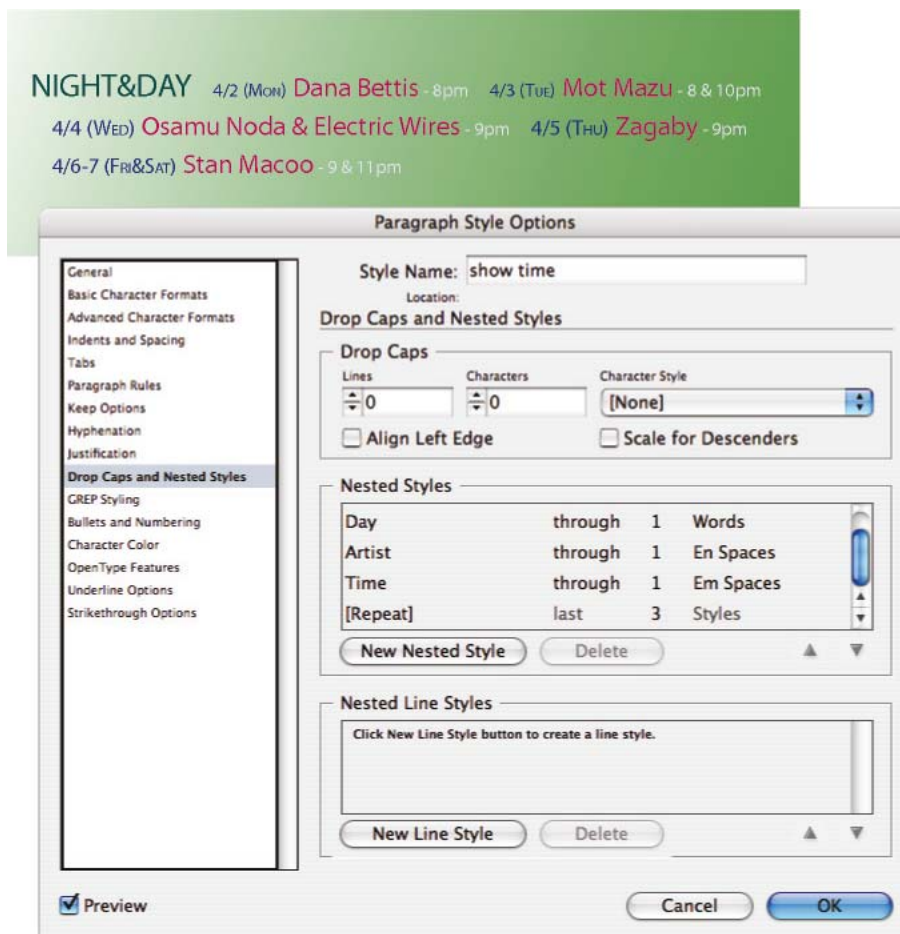 NIGHT&DAY 4/2 (MON) Dana Bettis - 8pm 4/3 (TUE) Mot Mazu - 8 & 10pm
4/4 (WED) Osamu Noda & Electric Wires - 9pm 4/5 (THU) Zagaby - 9pm
4/6-7 (FRI&SAT) Stan Macoo - 9 & 11pm
Paragraph Style Options
General
Basic Character Formats
Advanced Character Formats
Indents and Spacing
Tabs
Paragraph Rules
Keep Options
Hyphenation
Justification
Drop Caps and Nested Styles
GREP Styling
Bullets and Numbering
Character Color
OpenType Features
Underline Options
Strikethrough Options
Style Name: show time
Location:
Drop Caps and Nested Styles
Drop Caps
Lines Characters Character Style
0 0 [None]
Align Left Edge Scale for Descenders
Nested Styles
Day through 1 Words
Artist through 1 En Spaces
Time through 1 Em Spaces
[Repeat] last 3 Styles
New Nested Style Delete
Nested Line Styles
Click New Line Style button to create a line style.
New Line Style Delete
Preview Cancel OK